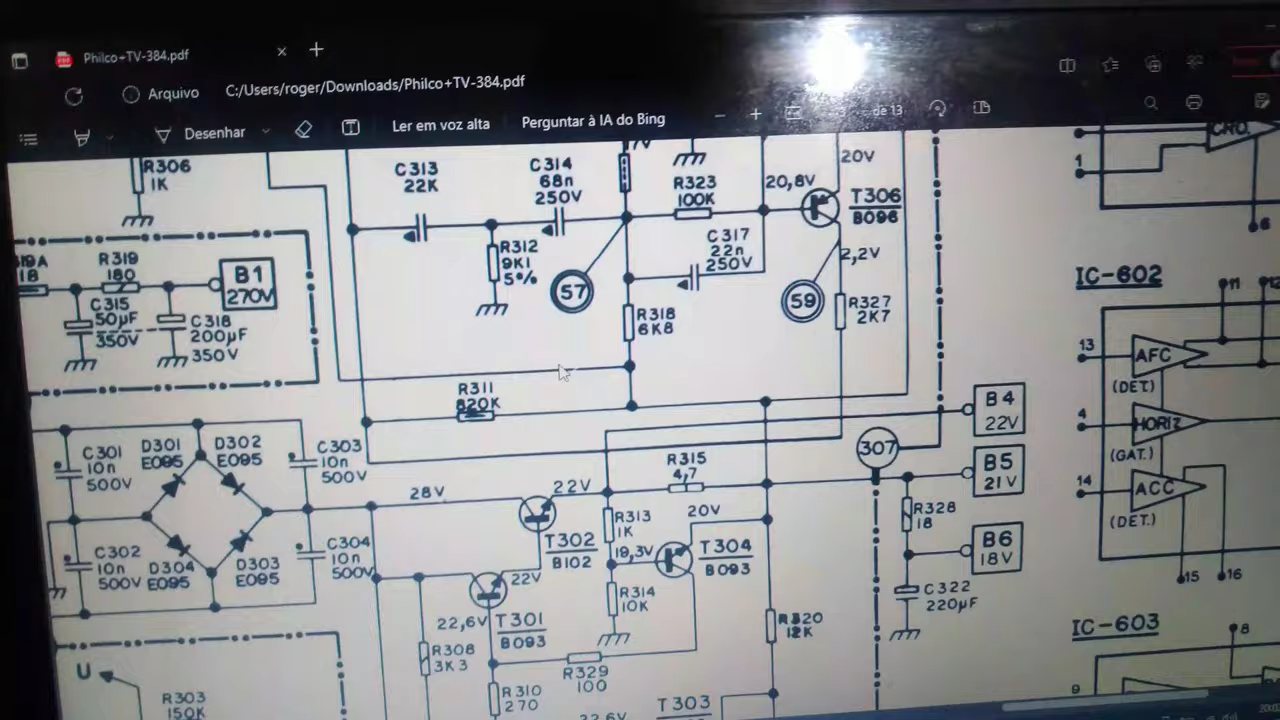 Philco+TV-384.pdf
Arquivo
C:/Users/roger/Downloads/Philco+TV-384.pdf
Desenhar
Ler em voz alta
Perguntar à IA do Bing
de 13
R306
1K
C313
22K
C314
68n
250V
R323
100K
20,8V
20V
T306
B096
R319
180
B1
270V
C315
50µF
350V
C318
200µF
350V
R312
9K1
5%
57
C317
22n
250V
2,2V
59
R318
6K8
R327
2K7
R311
820K
IC-602
11
13
AFC
(DET.)
4
HORIZ
(GAT.)
14
ACC
(DET.)
15
16
1
6
B4
22V
307
B5
21V
R328
18
B6
18V
C322
220µF
C301
10n
500V
D301
E095
D302
E095
C303
10n
500V
28V
22V
R315
4,7
R313
1K
20V
T302
B102
19,3V
T304
B093
C302
10n
500V
D304
E095
D303
E095
C304
10n
500V
22V
R314
10K
22,6V
T301
B093
R308
3K3
R329
100
R320
12K
R310
270
T303
22,6V
U
R303
150K
IC-603
8
9